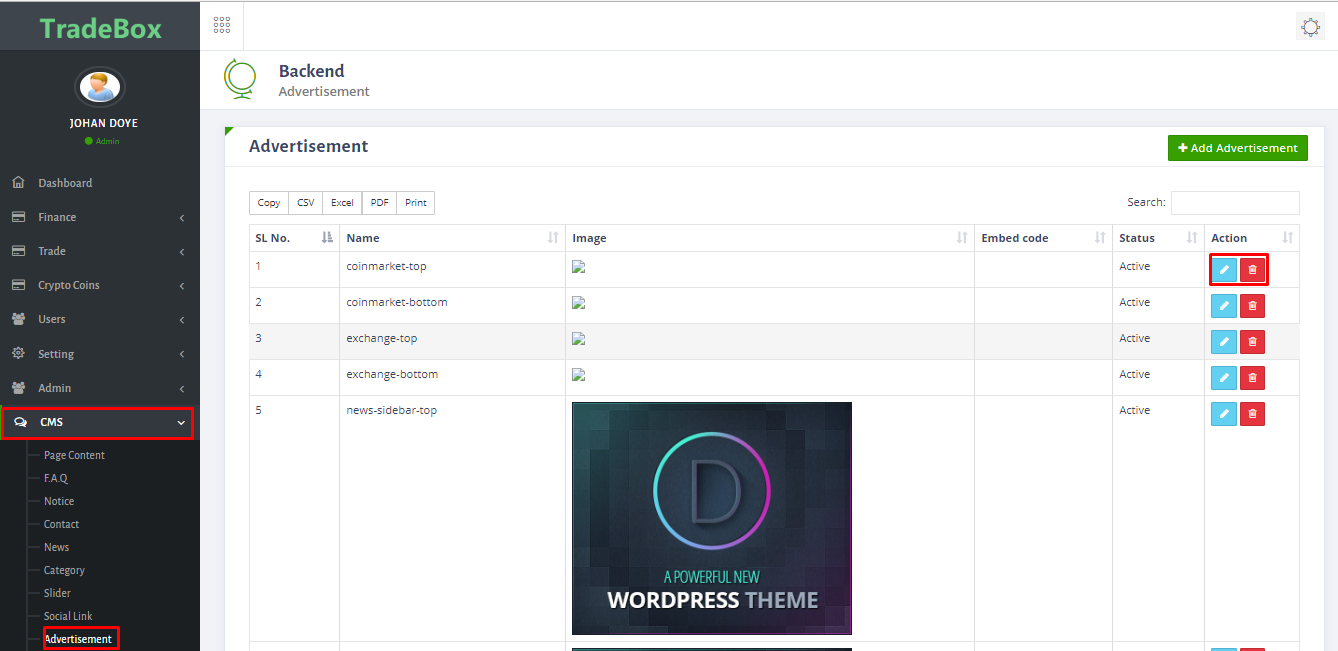 TradeBox
JOHAN DOYE
Admin
Dashboard
Finance
Trade
Crypto Coins
Users
Setting
Admin
CMS
Page Content
F.A.Q
Notice
Contact
News
Category
Slider
Social Link
Advertisement
Backend
Advertisement
Advertisement
Add Advertisement
Copy CSV Excel PDF Print
Search:
SL No. Name Image Embed code Status Action
1 coinmarket-top Active
2 coinmarket-bottom Active
3 exchange-top Active
4 exchange-bottom Active
5 news-sidebar-top Active
D
A POWERFUL NEW
WORDPRESS THEME